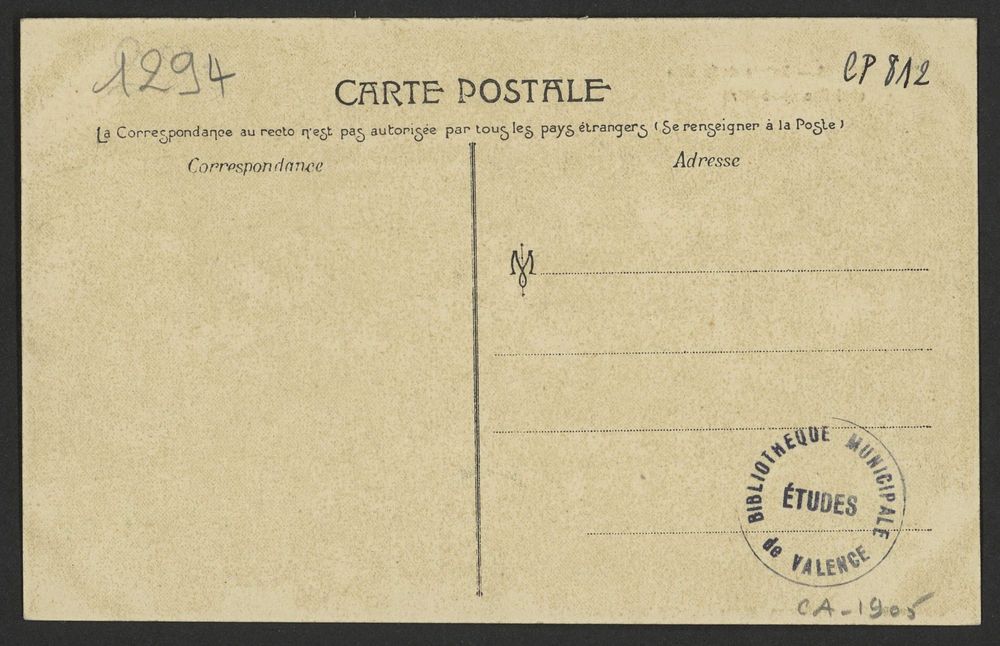 1294
CP 812
CARTE POSTALE
La Correspondance au recto n'est pas autorisée par tous les pays étrangers (Se renseigner à la Poste)
Correspondance
Adresse
M
BIBLIOTHEQUE MUNICIPALE
ÉTUDES
de VALENCE
CA-1905